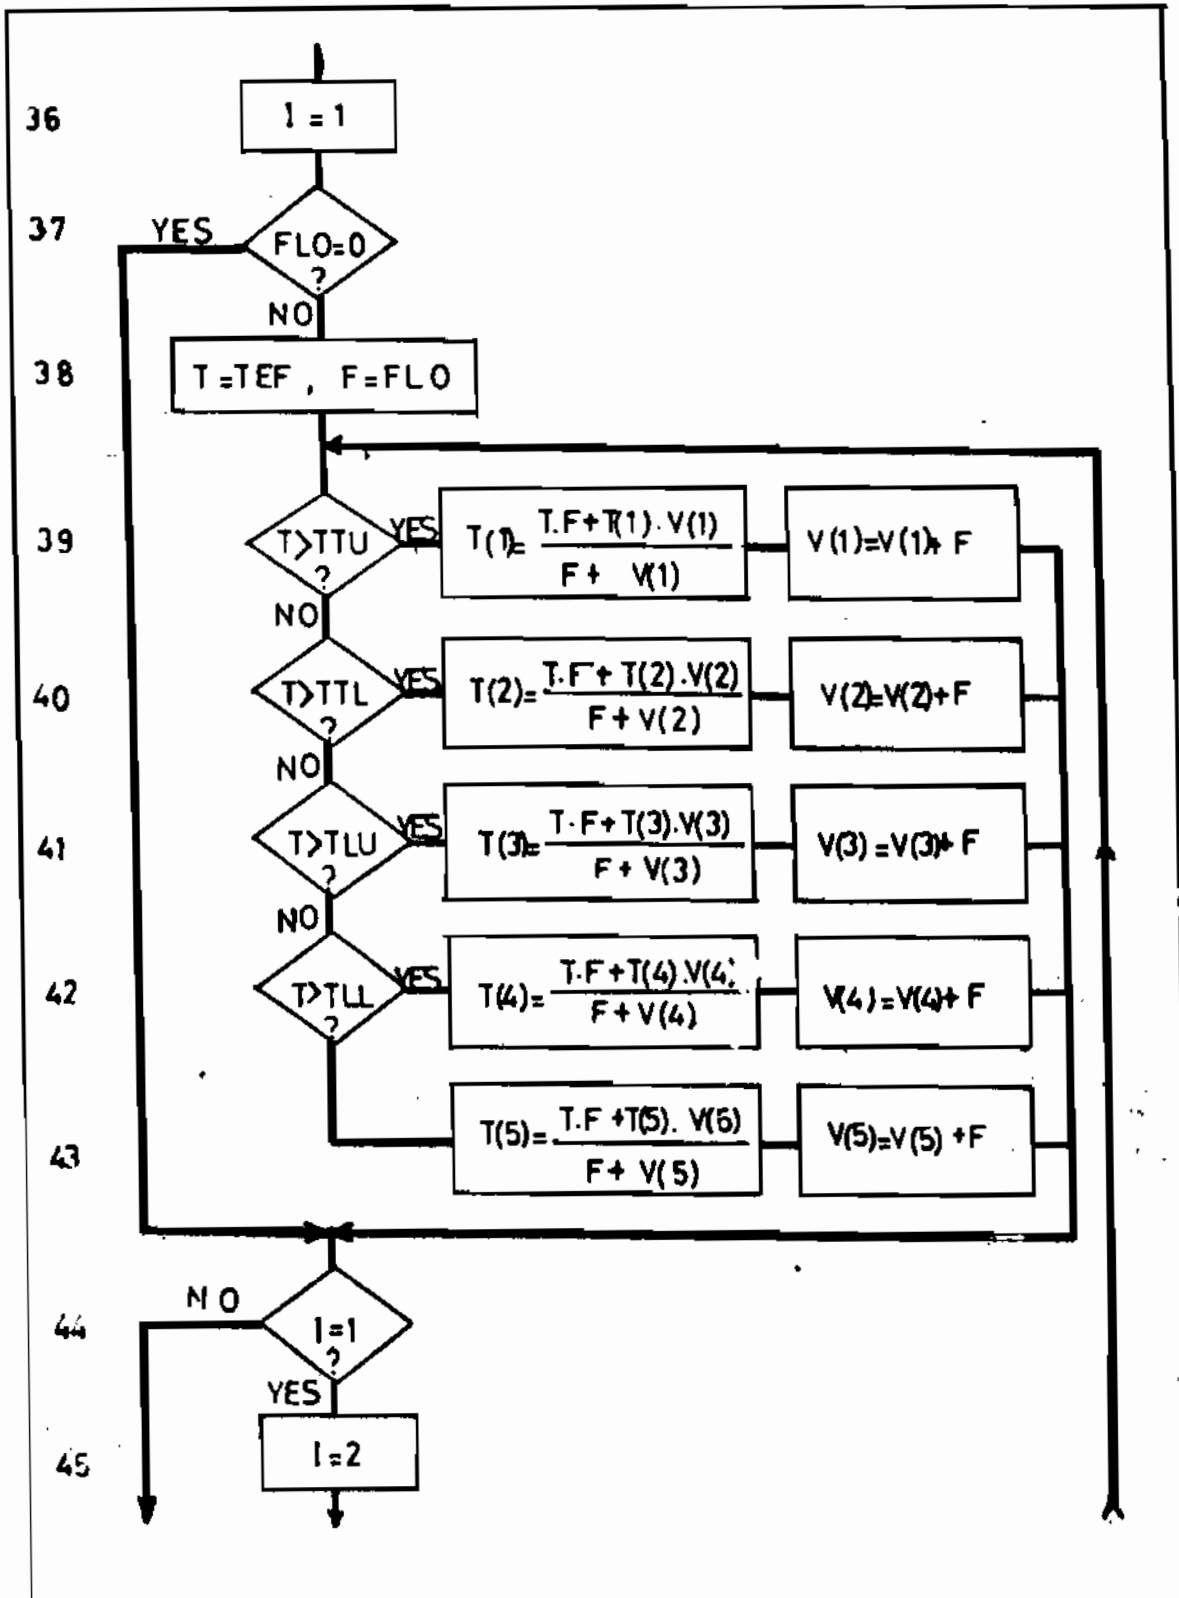 36
I = 1
37
YES
FLO=0
?
NO
38
T=TEF, F=FLO
39
T>TTU
?
YES
T(1)=
T.F+T(1).V(1)
F+ V(1)
V(1)=V(1)+ F
NO
40
T>TTL
?
YES
T(2)=
T.F+T(2).V(2)
F+V(2)
V(2)=V(2)+F
NO
41
T>TLU
?
YES
T(3)=
T.F+T(3).V(3)
F+V(3)
V(3)=V(3)+F
NO
42
T>TLL
?
YES
T(4)=
T.F+T(4).V(4)
F+V(4)
V(4)=V(4)+F
43
T(5)=
T.F+T(5).V(5)
F+ V(5)
V(5)=V(5)+F
44
NO
I=1
?
YES
45
I=2